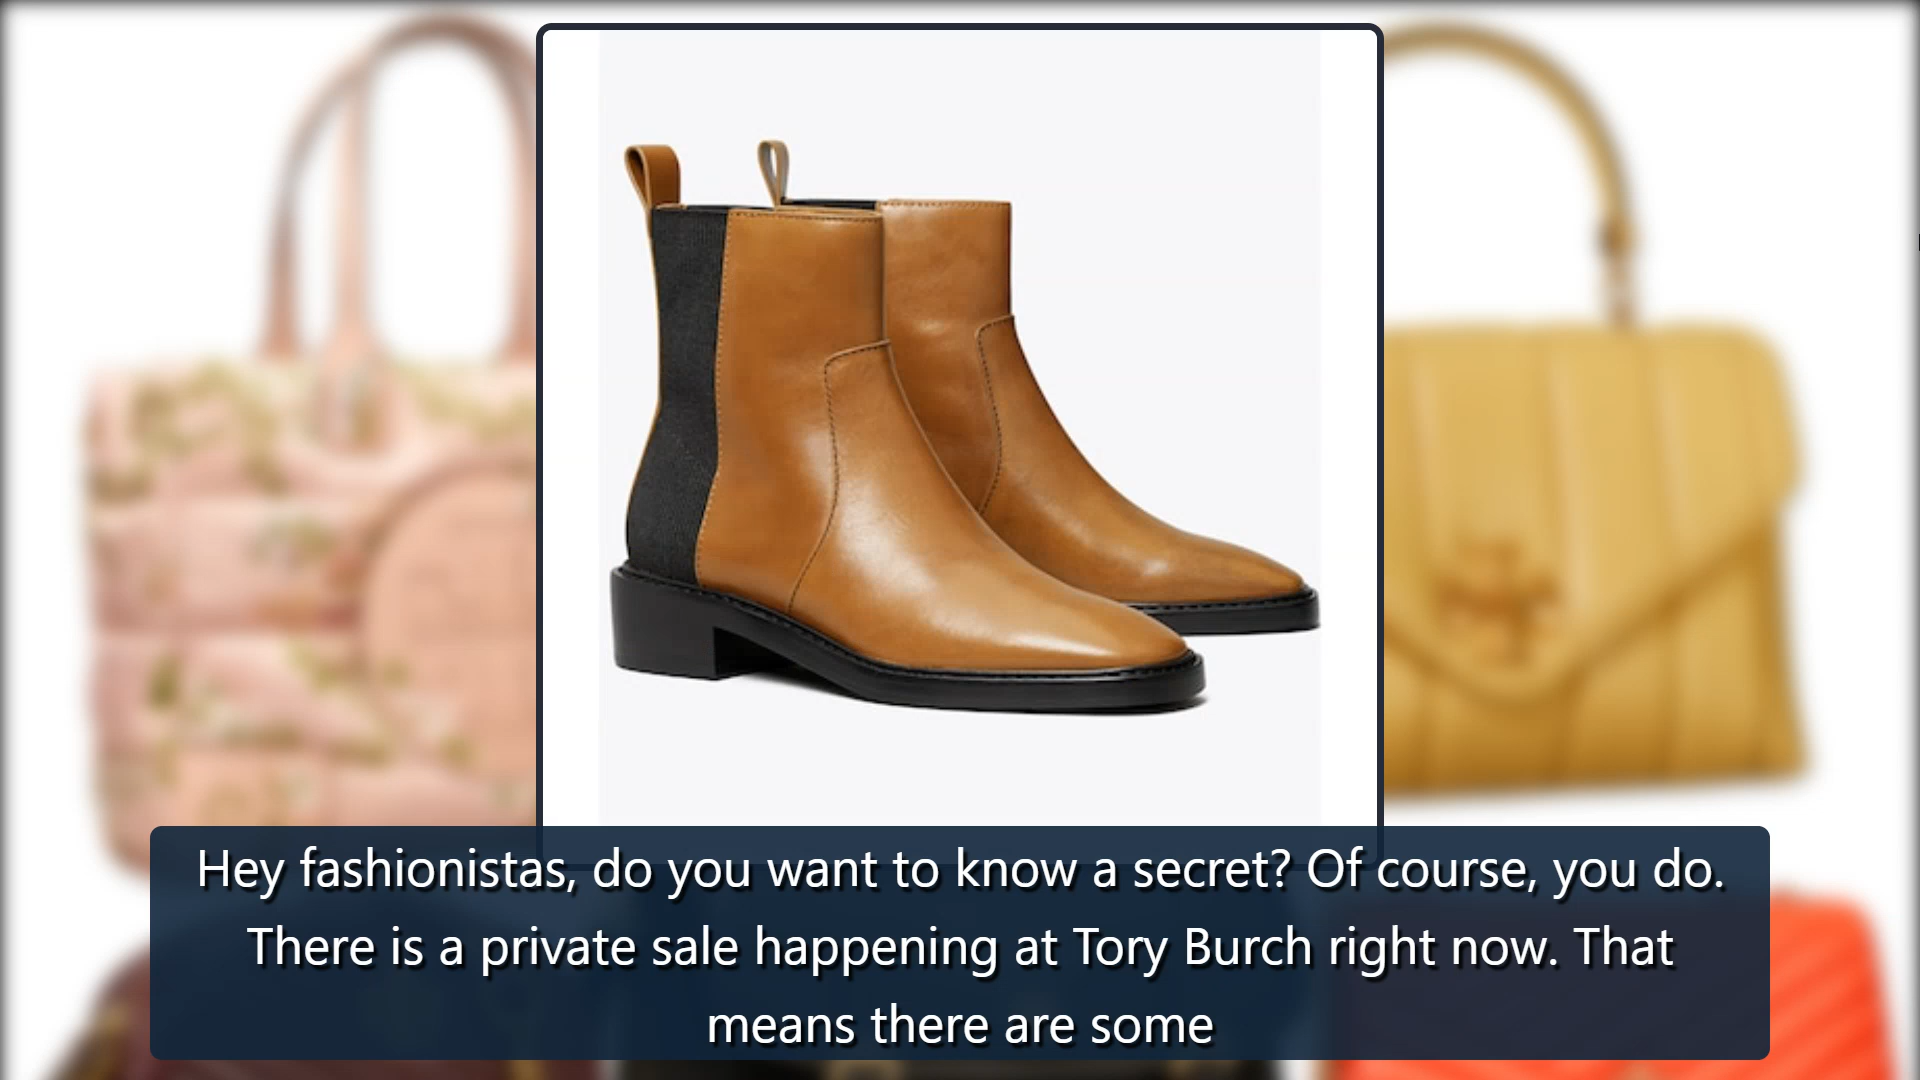 Hey fashionistas, do you want to know a secret? Of course, you do.
There is a private sale happening at Tory Burch right now. That
means there are some